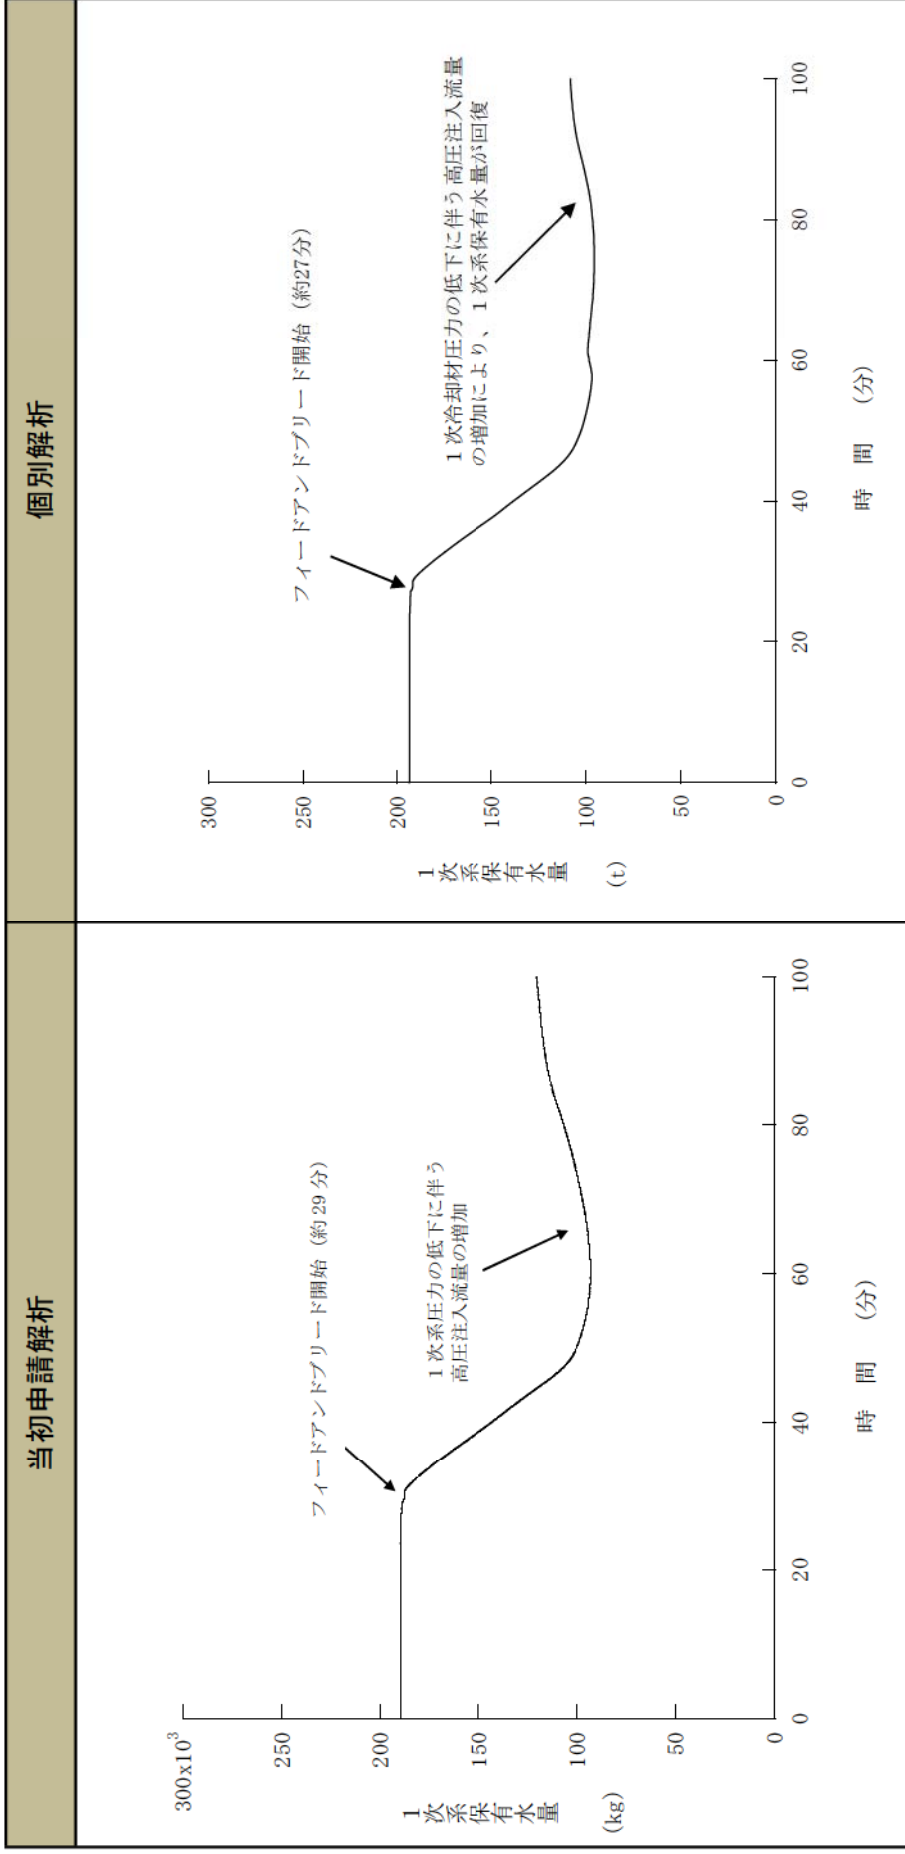 当初申請解析
300x10³
250
200
150
100
50
0
1次系保有水量
(kg)
フィードアンドブリード開始（約 29 分）
1 次系圧力の低下に伴う
高圧注入流量の増加
0
20
40
60
80
100
時 間 (分)
個別解析
300
250
200
150
100
50
0
1次系保有水量
(t)
フィードアンドブリード開始（約27分）
1 次冷却材圧力の低下に伴う高圧注入流量
の増加により、1 次系保有水量が回復
0
20
40
60
80
100
時 間 (分)